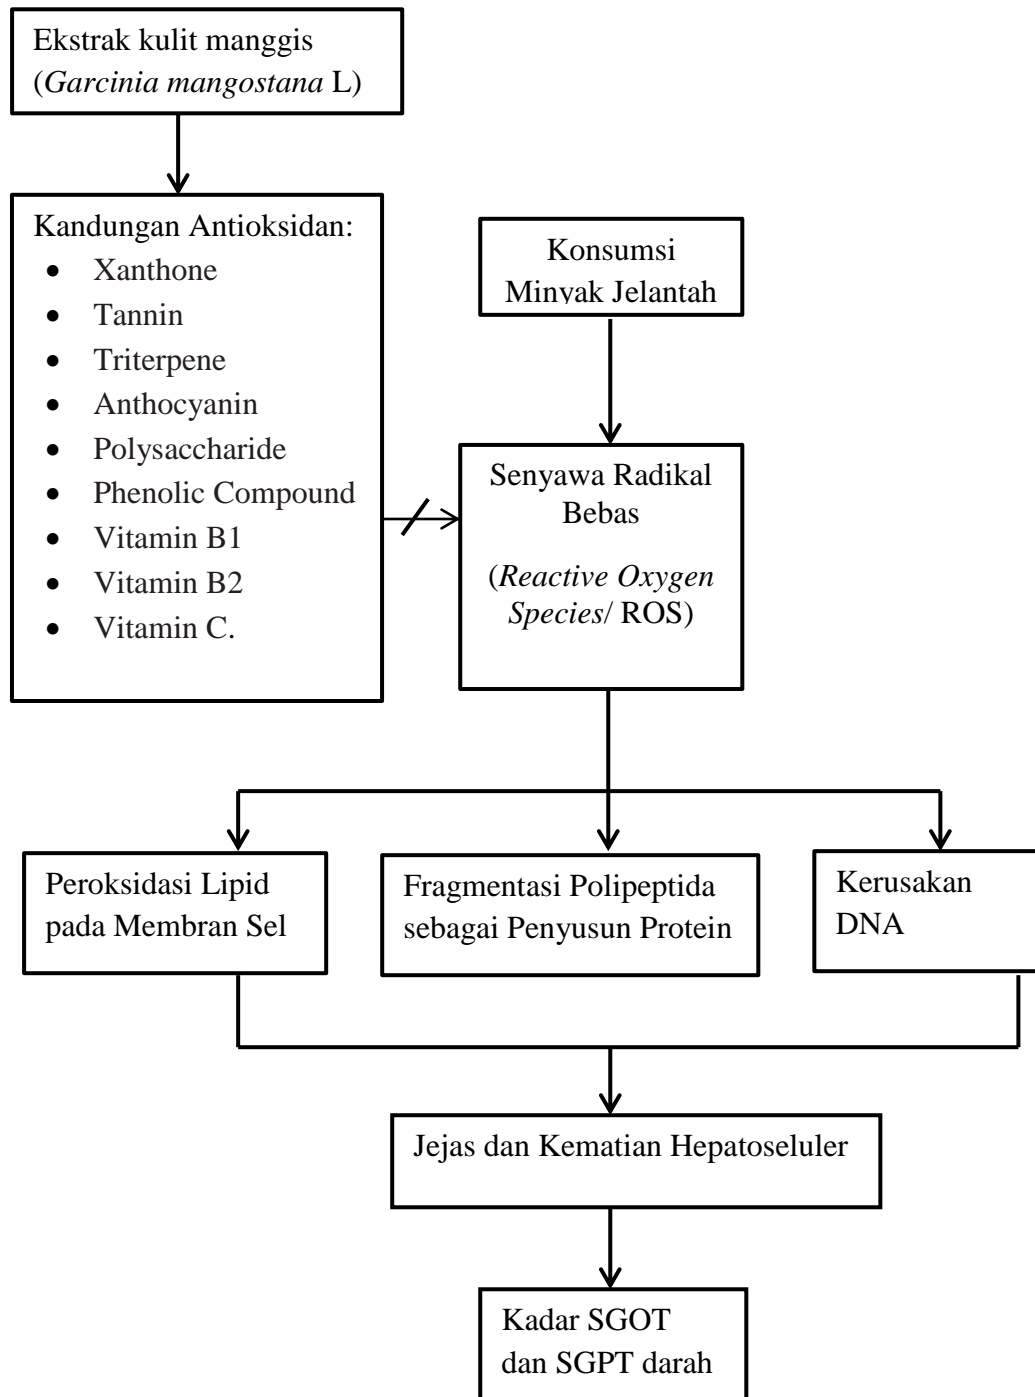 Ekstrak kulit manggis
(Garcinia mangostana L)
Kandungan Antioksidan:
• Xanthone
• Tannin
• Triterpene
• Anthocyanin
• Polysaccharide
• Phenolic Compound
• Vitamin B1
• Vitamin B2
• Vitamin C.
Konsumsi
Minyak Jelantah
Senyawa Radikal
Bebas
(Reactive Oxygen
Species/ ROS)
Peroksidasi Lipid
pada Membran Sel
Fragmentasi Polipeptida
sebagai Penyusun Protein
Kerusakan
DNA
Jejas dan Kematian Hepatoseluler
Kadar SGOT
dan SGPT darah